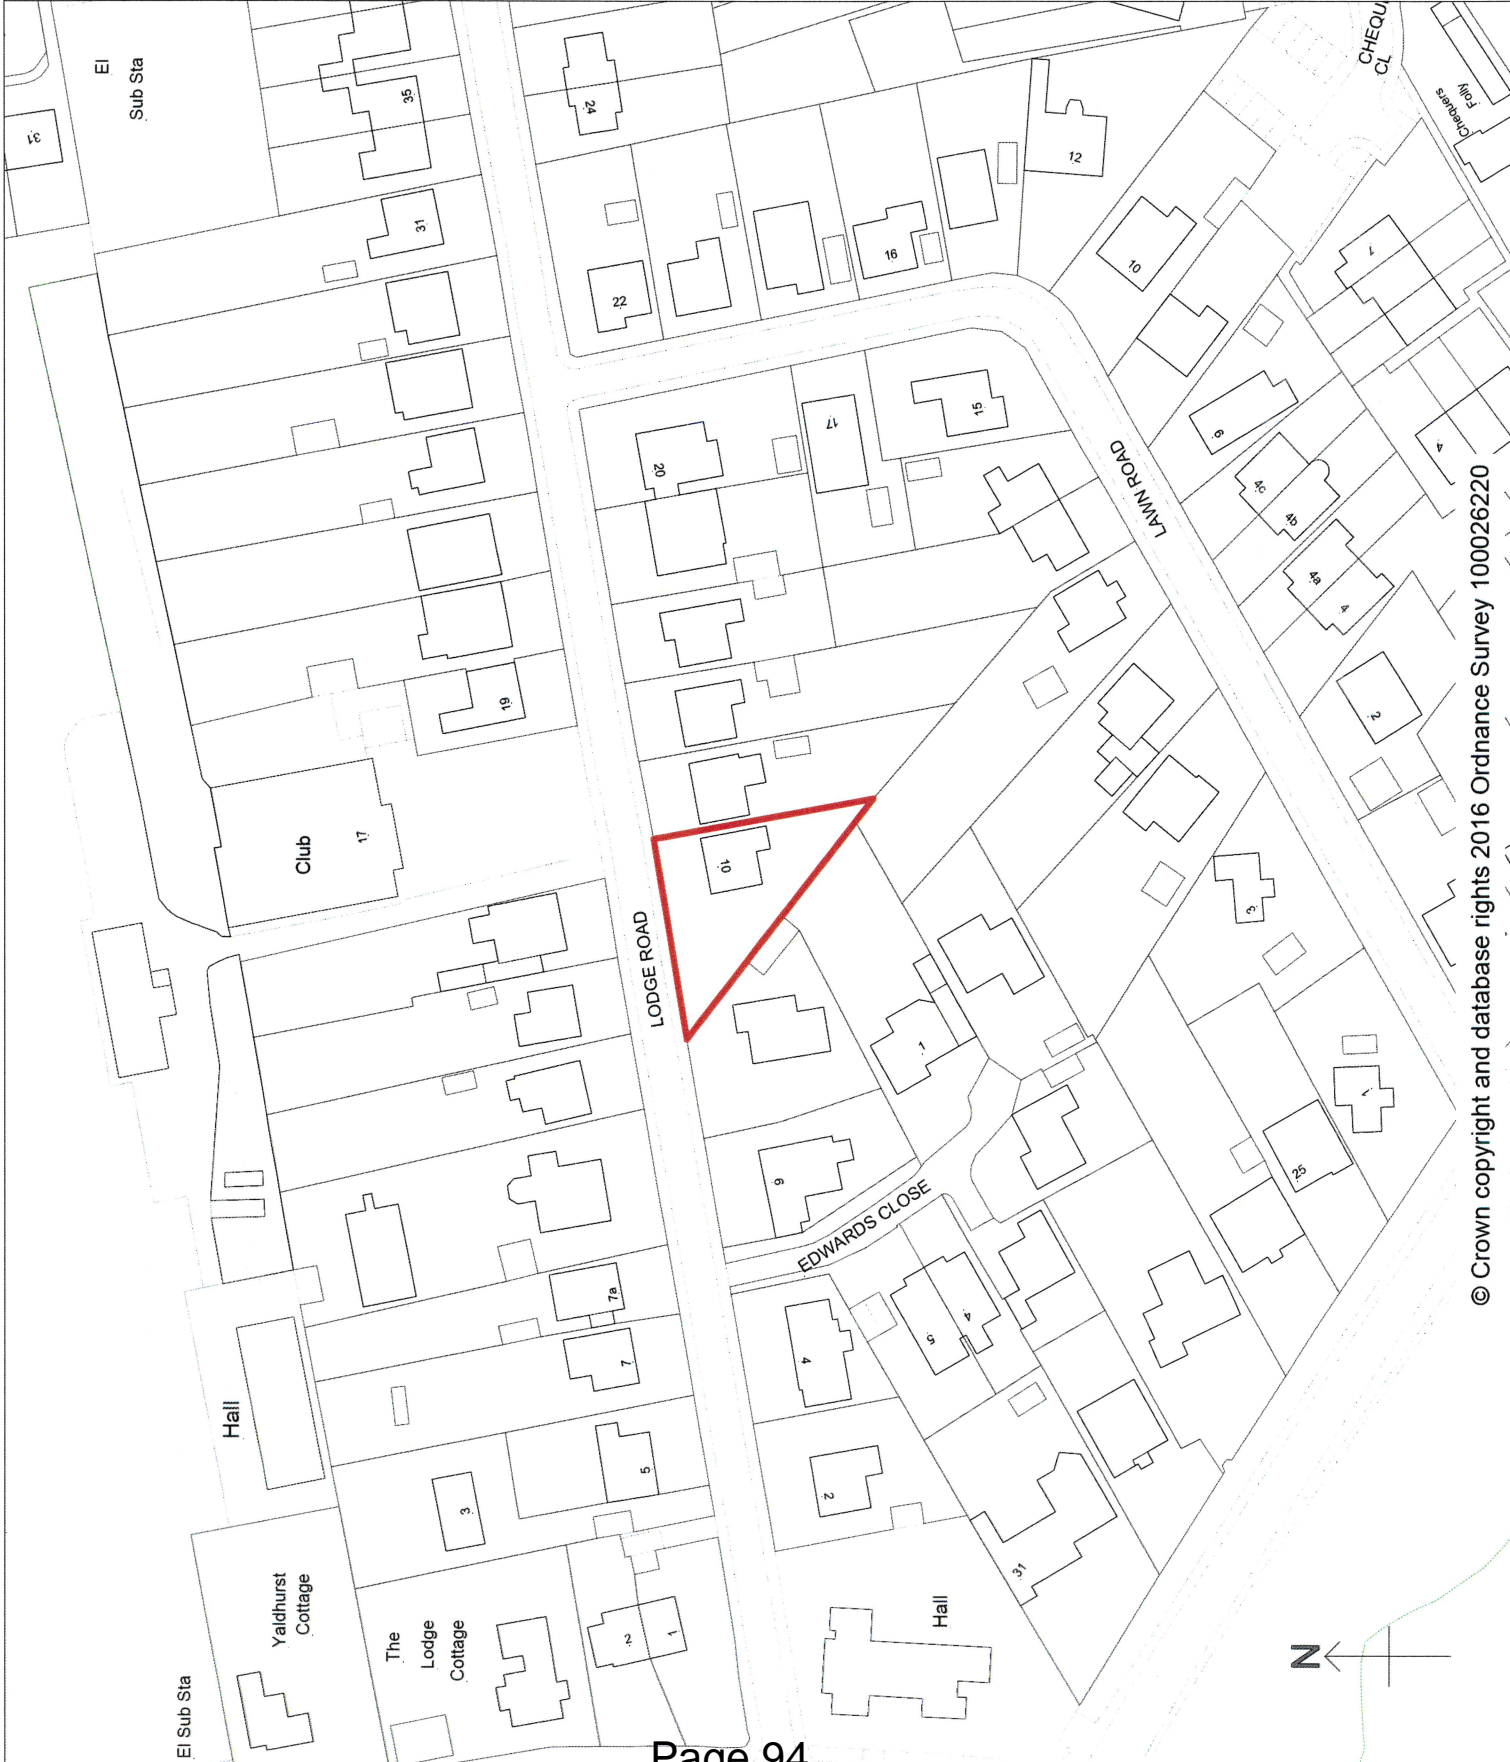 El
Sub Sta
31
35
24
CHEQU
CL
Chequers
Folly
12
31
22
16
10
7
20
17
15
LAWN ROAD
9
4c
4b
4a
4
4
2
19
Club
17
10
LODGE ROAD
3
1
1
25
9
EDWARDS CLOSE
Hall
7a
7
4
5
4
5
3
2
31
Yaldhurst
Cottage
The
Lodge
Cottage
2
1
Hall
El Sub Sta
N
© Crown copyright and database rights 2016 Ordnance Survey 100026220
Page 94